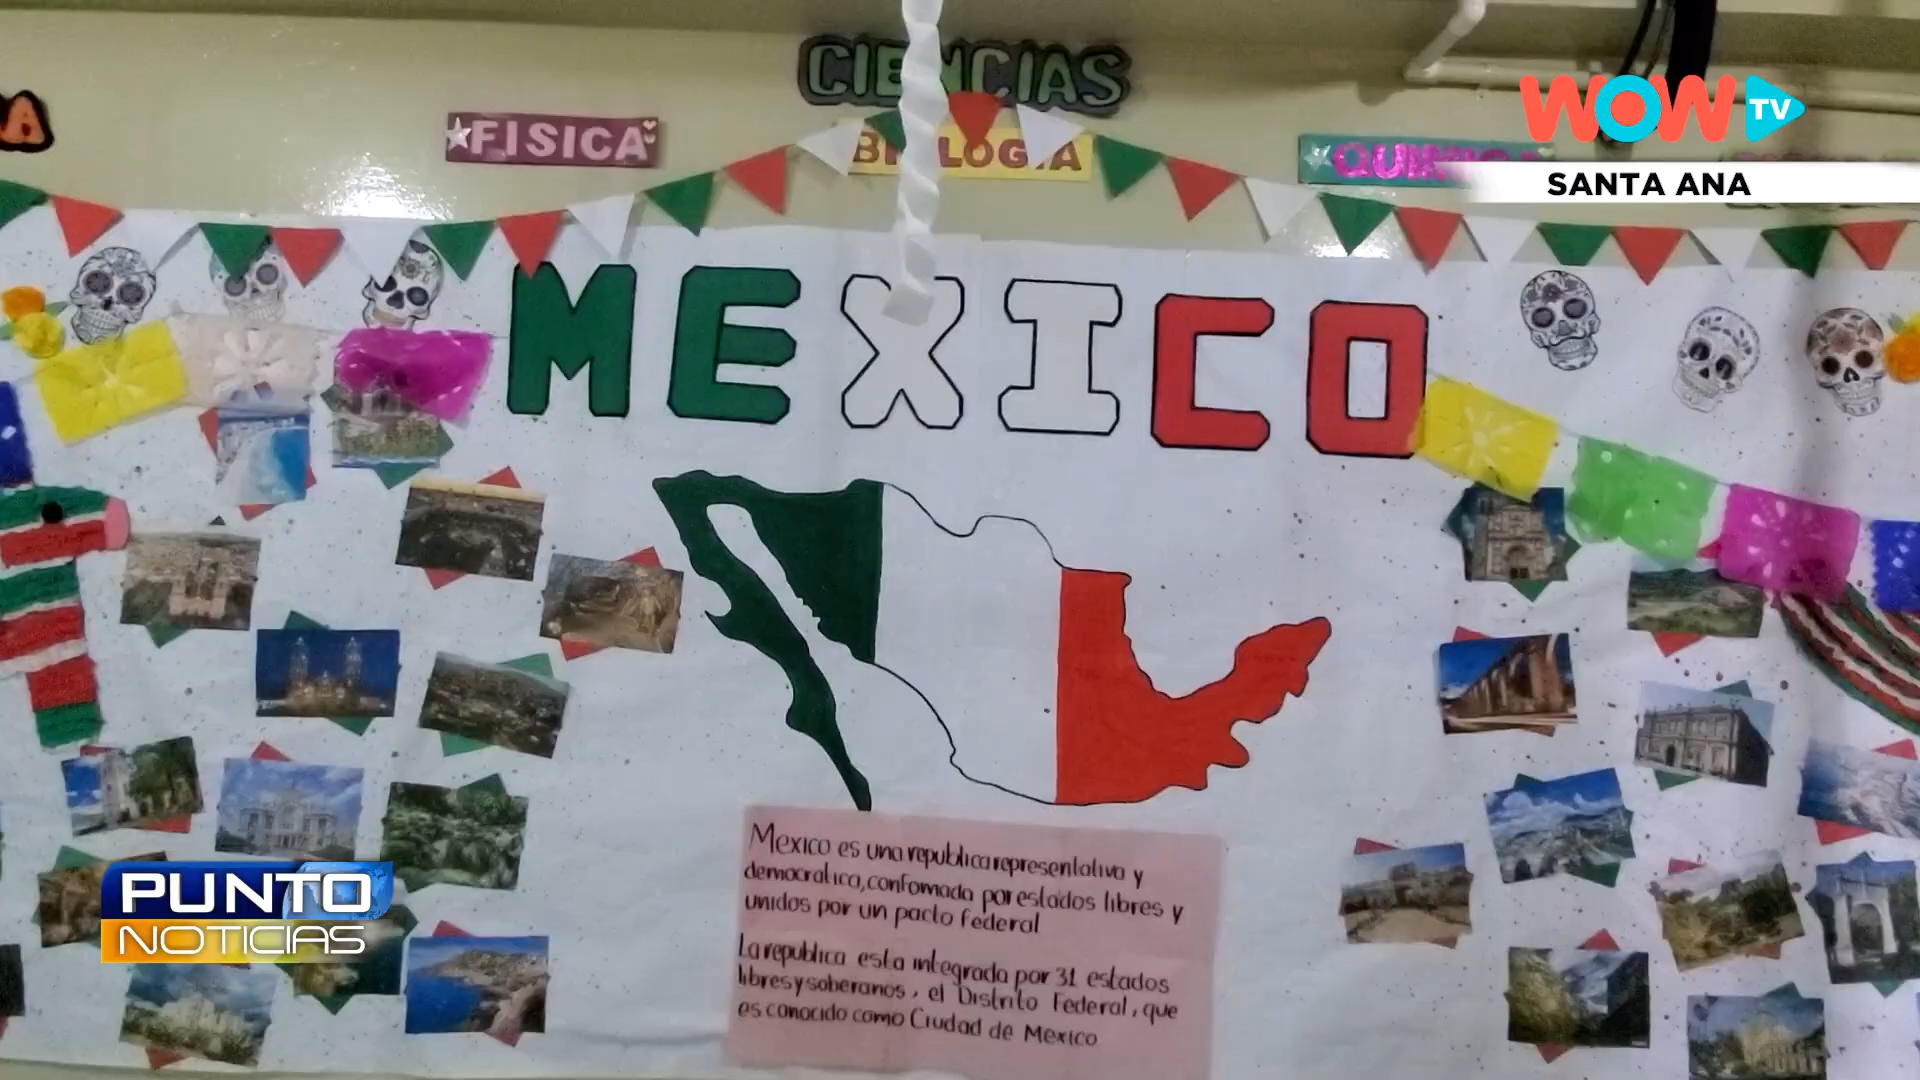 CIENCIAS
FISICA
BIOLOGIA
QUIMICA
WOW TV
SANTA ANA
MEXICO
Mexico es una republica representativa y
democratica, confomada por estados libres y
unidos por un pacto federal
La republica esta integrada por 31 estados
libres y soberanos, el Distrito Federal, que
es conocido como Ciudad de Mexico
PUNTO
NOTICIAS